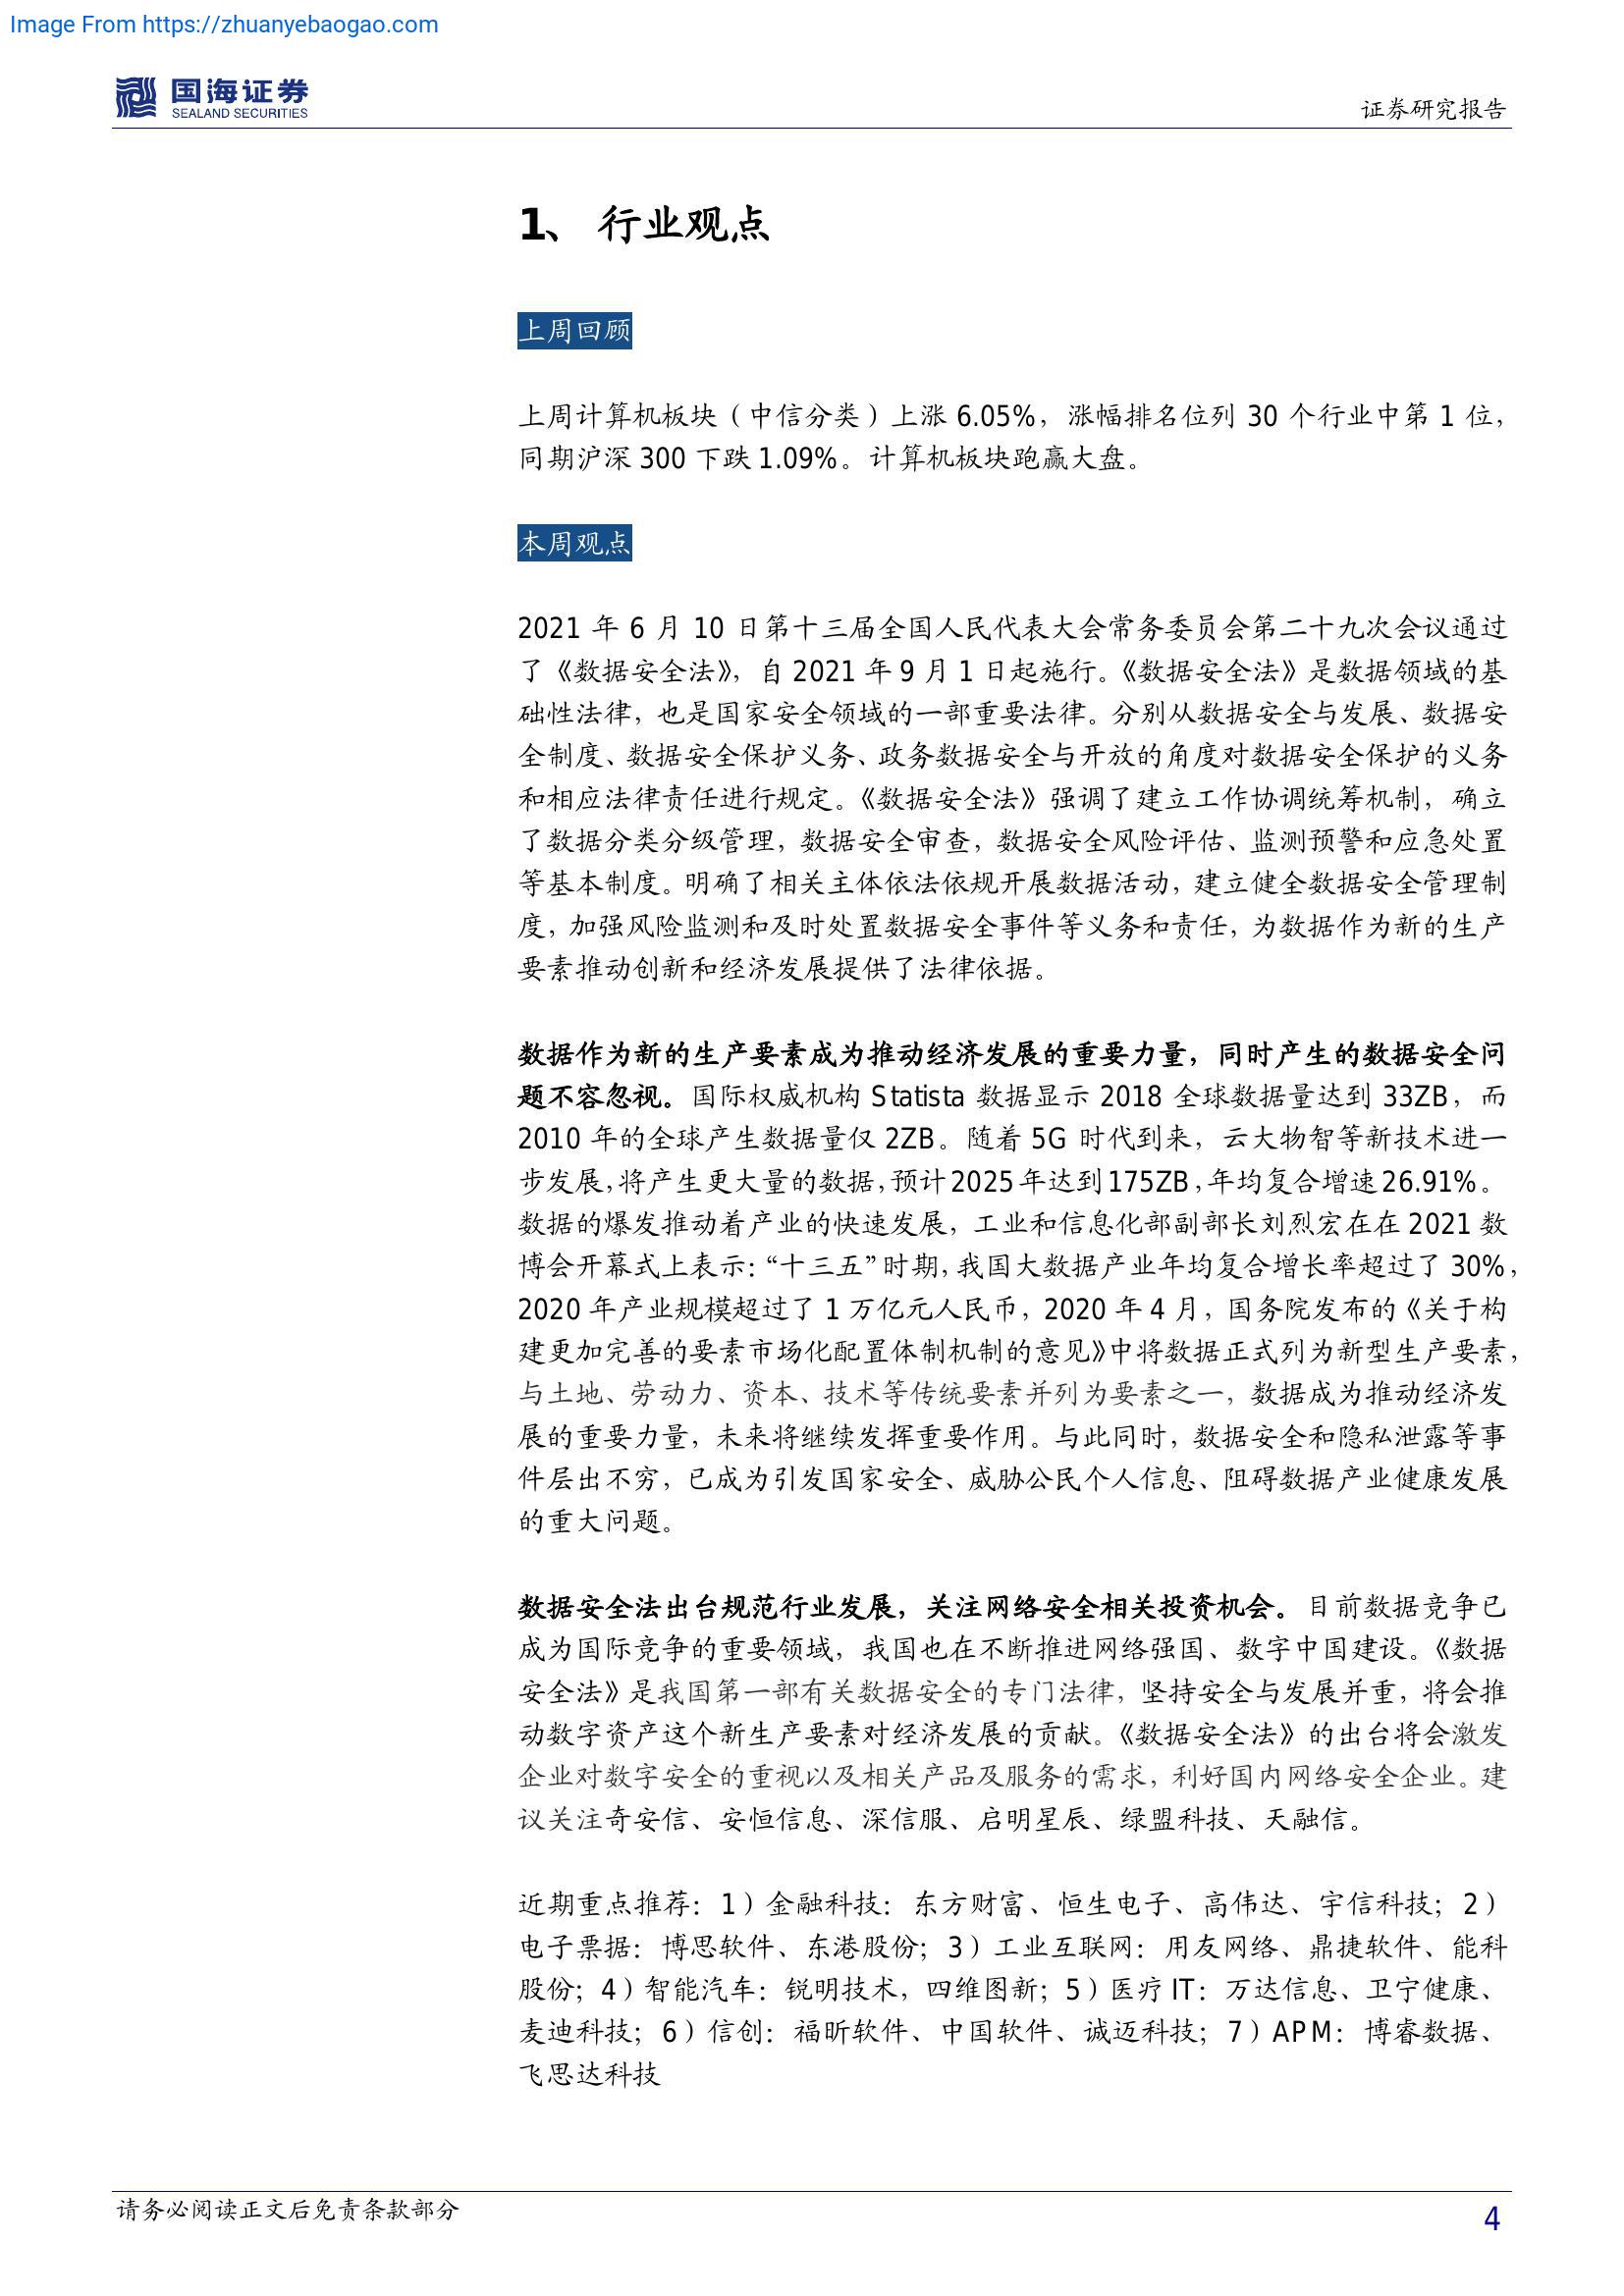 Image From https://zhuanyebaogao.com
国海证券
SEALAND SECURITIES
证券研究报告
1、 行业观点
上周回顾
上周计算机板块（中信分类）上涨 6.05%，涨幅排名位列 30 个行业中第 1 位，
同期沪深 300 下跌 1.09%。计算机板块跑赢大盘。
本周观点
2021 年 6 月 10 日第十三届全国人民代表大会常务委员会第二十九次会议通过
了《数据安全法》，自 2021 年 9 月 1 日起施行。《数据安全法》是数据领域的基
础性法律，也是国家安全领域的一部重要法律。分别从数据安全与发展、数据安
全制度、数据安全保护义务、政务数据安全与开放的角度对数据安全保护的义务
和相应法律责任进行规定。《数据安全法》强调了建立工作协调统筹机制，确立
了数据分类分级管理，数据安全审查，数据安全风险评估、监测预警和应急处置
等基本制度。明确了相关主体依法依规开展数据活动，建立健全数据安全管理制
度，加强风险监测和及时处置数据安全事件等义务和责任，为数据作为新的生产
要素推动创新和经济发展提供了法律依据。
数据作为新的生产要素成为推动经济发展的重要力量，同时产生的数据安全问
题不容忽视。国际权威机构 Statista 数据显示 2018 全球数据量达到 33ZB，而
2010 年的全球产生数据量仅 2ZB。随着 5G 时代到来，云大物智等新技术进一
步发展，将产生更大量的数据，预计 2025 年达到 175ZB，年均复合增速 26.91%。
数据的爆发推动着产业的快速发展，工业和信息化部副部长刘烈宏在在 2021 数
博会开幕式上表示：“十三五”时期，我国大数据产业年均复合增长率超过了 30%，
2020 年产业规模超过了 1 万亿元人民币，2020 年 4 月，国务院发布的《关于构
建更加完善的要素市场化配置体制机制的意见》中将数据正式列为新型生产要素，
与土地、劳动力、资本、技术等传统要素并列为要素之一，数据成为推动经济发
展的重要力量，未来将继续发挥重要作用。与此同时，数据安全和隐私泄露等事
件层出不穷，已成为引发国家安全、威胁公民个人信息、阻碍数据产业健康发展
的重大问题。
数据安全法出台规范行业发展，关注网络安全相关投资机会。目前数据竞争已
成为国际竞争的重要领域，我国也在不断推进网络强国、数字中国建设。《数据
安全法》是我国第一部有关数据安全的专门法律，坚持安全与发展并重，将会推
动数字资产这个新生产要素对经济发展的贡献。《数据安全法》的出台将会激发
企业对数字安全的重视以及相关产品及服务的需求，利好国内网络安全企业。建
议关注奇安信、安恒信息、深信服、启明星辰、绿盟科技、天融信。
近期重点推荐：1）金融科技：东方财富、恒生电子、高伟达、宇信科技；2）
电子票据：博思软件、东港股份；3）工业互联网：用友网络、鼎捷软件、能科
股份；4）智能汽车：锐明技术，四维图新；5）医疗 IT：万达信息、卫宁健康、
麦迪科技；6）信创：福昕软件、中国软件、诚迈科技；7）APM：博睿数据、
飞思达科技
请务必阅读正文后免责条款部分
4